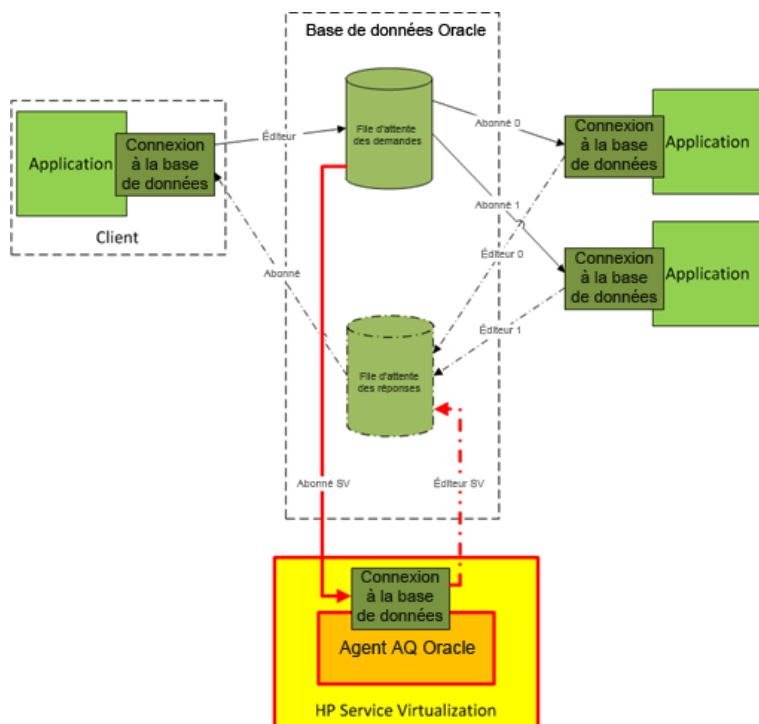 Base de données Oracle
File d'attente
des demandes
Éditeur
Abonné 0
Application
Connexion
à la base
de données
Client
Connexion
à la base
de données
Application
Abonné 1
Abonné
Éditeur 0
Connexion
à la base
de données
Application
Éditeur 1
File d'attente
des réponses
Abonné SV
Éditeur SV
Connexion
à la base
de données
Agent AQ Oracle
HP Service Virtualization